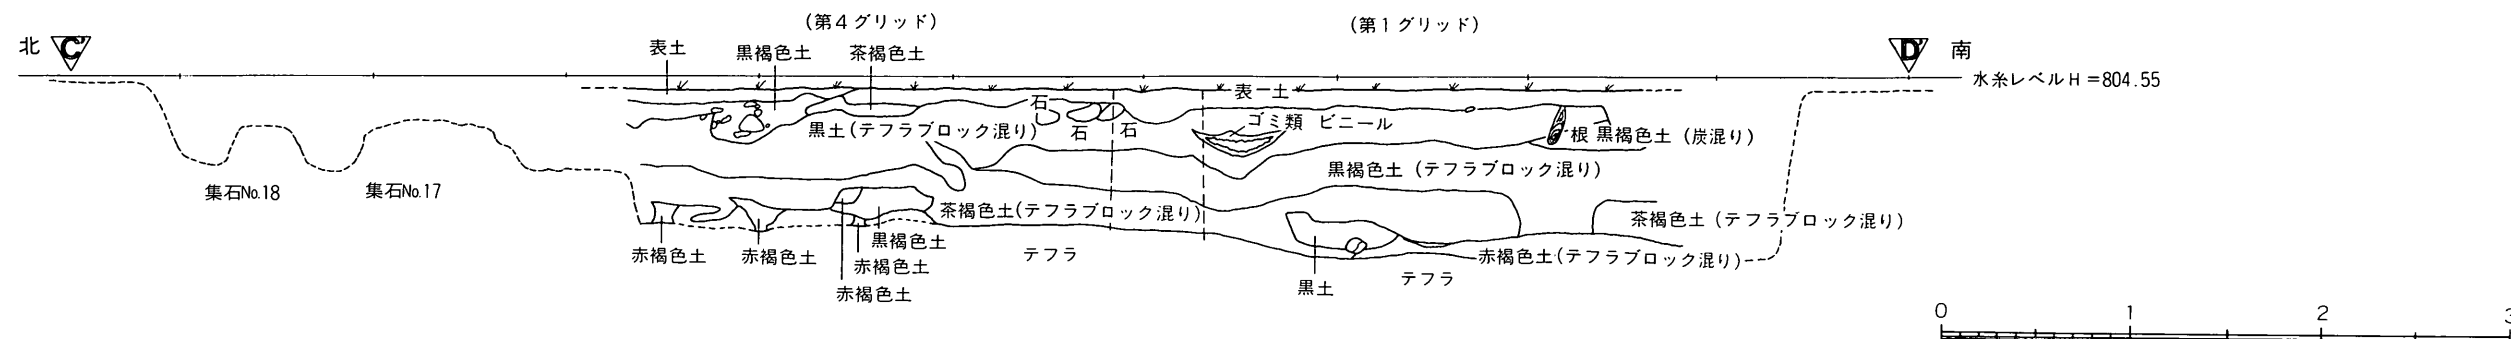 (第4グリッド)
(第1グリッド)
北 C'
D' 南
表土
黒褐色土
茶褐色土
水糸レベルH=804.55
表土
石
石
石
黒土(テフラブロック混り)
ゴミ類 ビニール
根 黒褐色土(炭混り)
黒褐色土(テフラブロック混り)
集石No.18
集石No.17
茶褐色土(テフラブロック混り)
茶褐色土(テフラブロック混り)
黒褐色土
赤褐色土
赤褐色土
赤褐色土
テフラ
赤褐色土(テフラブロック混り)
赤褐色土
黒土
テフラ
0 1 2 3